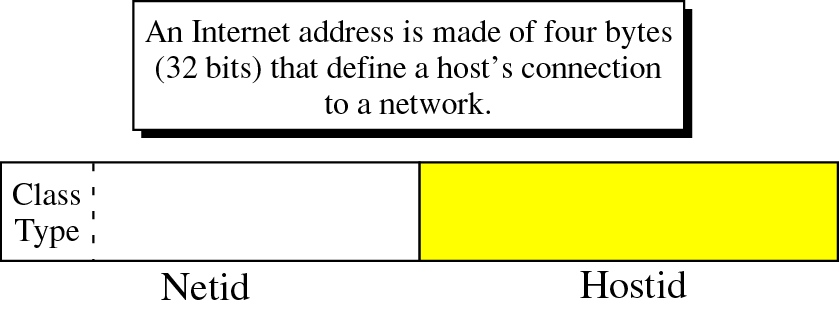 An Internet address is made of four bytes
(32 bits) that define a host's connection
to a network.
Class
Type
Netid
Hostid